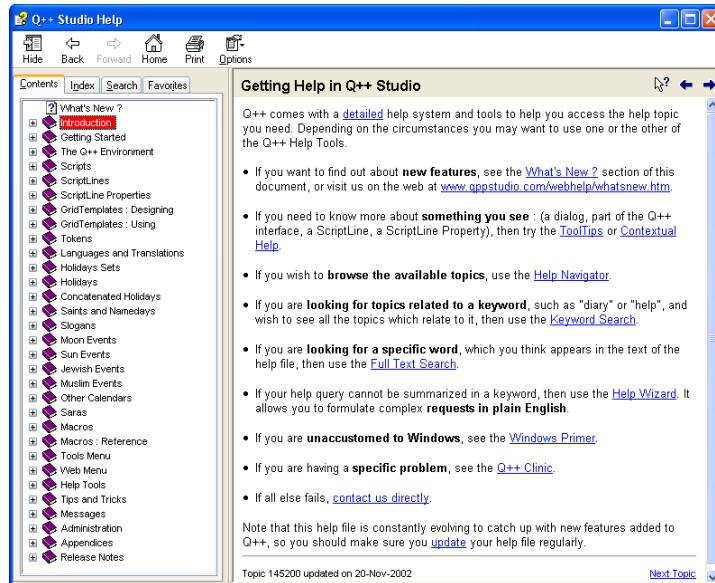 Q++ Studio Help
Hide Back Forward Home Print Options
Contents Index Search Favorites
What's New ?
Introduction
Getting Started
The Q++ Environment
Scripts
ScriptLines
ScriptLine Properties
GridTemplates : Designing
GridTemplates : Using
Tokens
Languages and Translations
Holidays Sets
Holidays
Concatenated Holidays
Saints and Namedays
Slogans
Moon Events
Sun Events
Jewish Events
Muslim Events
Other Calendars
Saras
Macros
Macros : Reference
Tools Menu
Web Menu
Help Tools
Tips and Tricks
Messages
Administration
Appendices
Release Notes
Getting Help in Q++ Studio
Q++ comes with a detailed help system and tools to help you access the help topic
you need. Depending on the circumstances you may want to use one or the other of
the Q++ Help Tools.
• If you want to find out about new features, see the What's New ? section of this
document, or visit us on the web at www.qppstudio.com/webhelp/whatsnew.htm.
• If you need to know more about something you see : (a dialog, part of the Q++
interface, a ScriptLine, a ScriptLine Property), then try the ToolTips or Contextual
Help.
• If you wish to browse the available topics, use the Help Navigator.
• If you are looking for topics related to a keyword, such as "diary" or "help", and
wish to see all the topics which relate to it, then use the Keyword Search.
• If you are looking for a specific word, which you think appears in the text of the
help file, then use the Full Text Search.
• If your help query cannot be summarized in a keyword, then use the Help Wizard. It
allows you to formulate complex requests in plain English.
• If you are unaccustomed to Windows, see the Windows Primer.
• If you are having a specific problem, see the Q++ Clinic.
• If all else fails, contact us directly.
Note that this help file is constantly evolving to catch up with new features added to
Q++, so you should make sure you update your help file regularly.
Topic 145200 updated on 20-Nov-2002 Next Topic